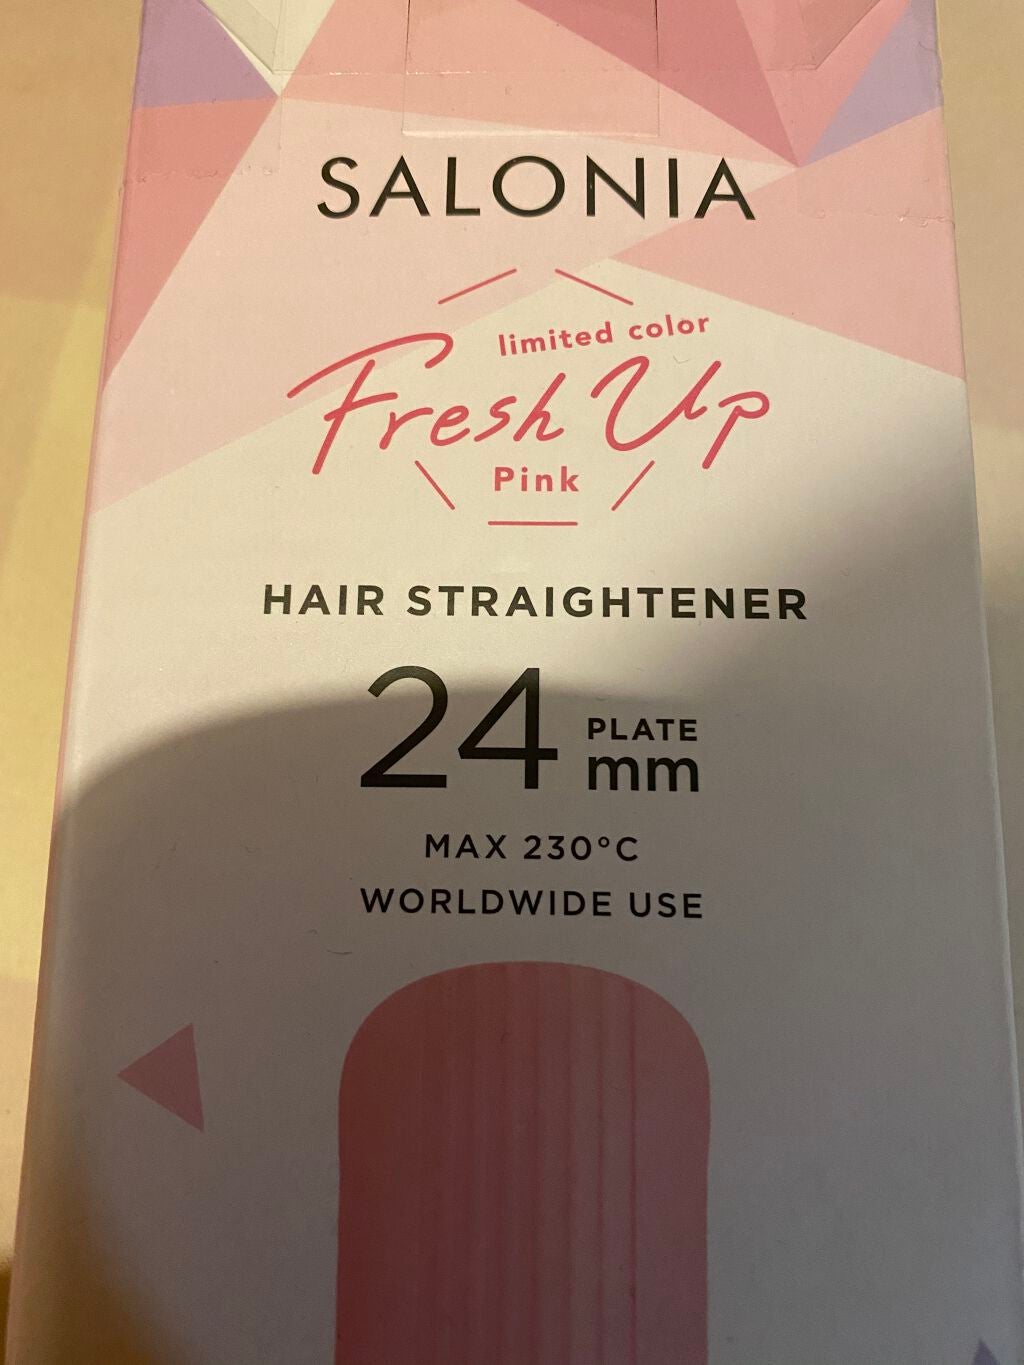 SALONIA
limited color
Fresh Up
Pink
HAIR STRAIGHTENER
24 PLATE mm
MAX 230°C
WORLDWIDE USE